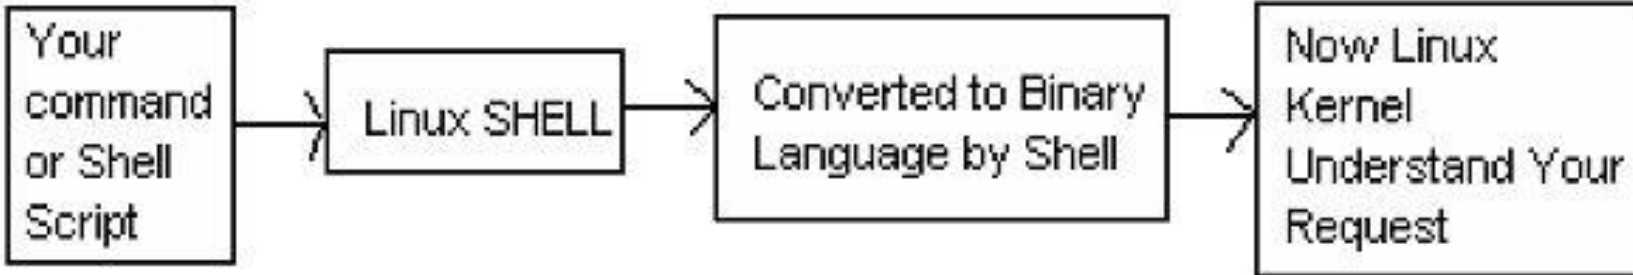 Your
command
or Shell
Script
Linux SHELL
Converted to Binary
Language by Shell
Now Linux
Kernel
Understand Your
Request